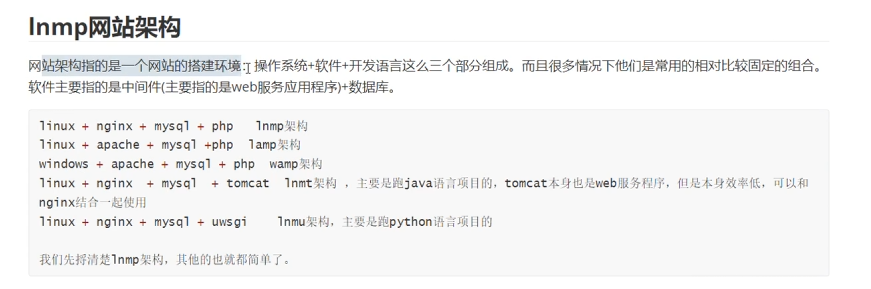 lnmp网站架构
网站架构指的是一个网站的搭建环境：操作系统+软件+开发语言这么三个部分组成。而且很多情况下他们是常用的相对比较固定的组合。
软件主要指的是中间件(主要指的是web服务应用程序)+数据库。
linux + nginx + mysql + php   lnmp架构
linux + apache + mysql +php  lamp架构
windows + apache + mysql + php  wamp架构
linux + nginx  + mysql  + tomcat  lnmt架构 ，主要是跑java语言项目的，tomcat本身也是web服务程序，但是本身效率低，可以和
nginx结合一起使用
linux + nginx + mysql + uwsgi    lnmu架构，主要是跑python语言项目的
我们先捋清楚lnmp架构，其他的也就都简单了。